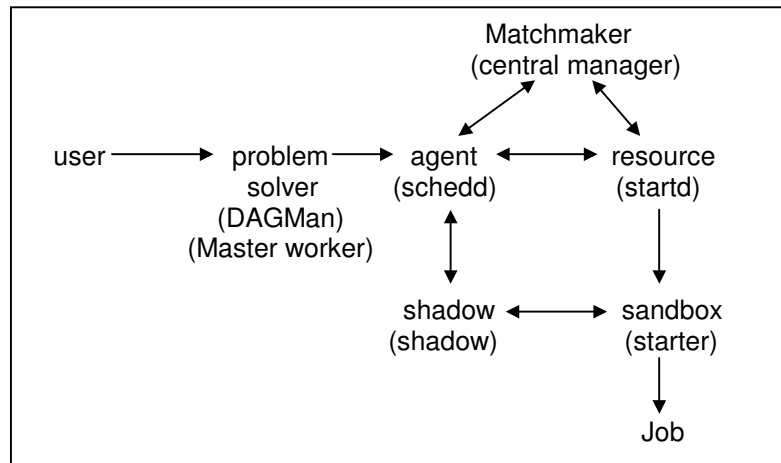 Matchmaker
(central manager)
user
problem
solver
(DAGMan)
(Master worker)
agent
(schedd)
resource
(startd)
shadow
(shadow)
sandbox
(starter)
Job